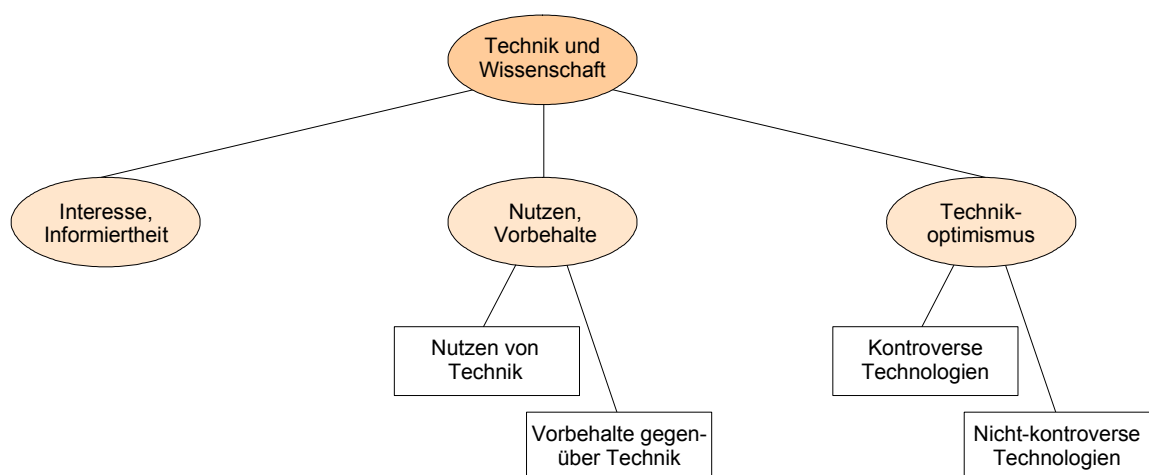 Technik und
Wissenschaft
Interesse,
Informiertheit
Nutzen,
Vorbehalte
Technik-
optimismus
Nutzen von
Technik
Kontroverse
Technologien
Vorbehalte gegen-
über Technik
Nicht-kontroverse
Technologien